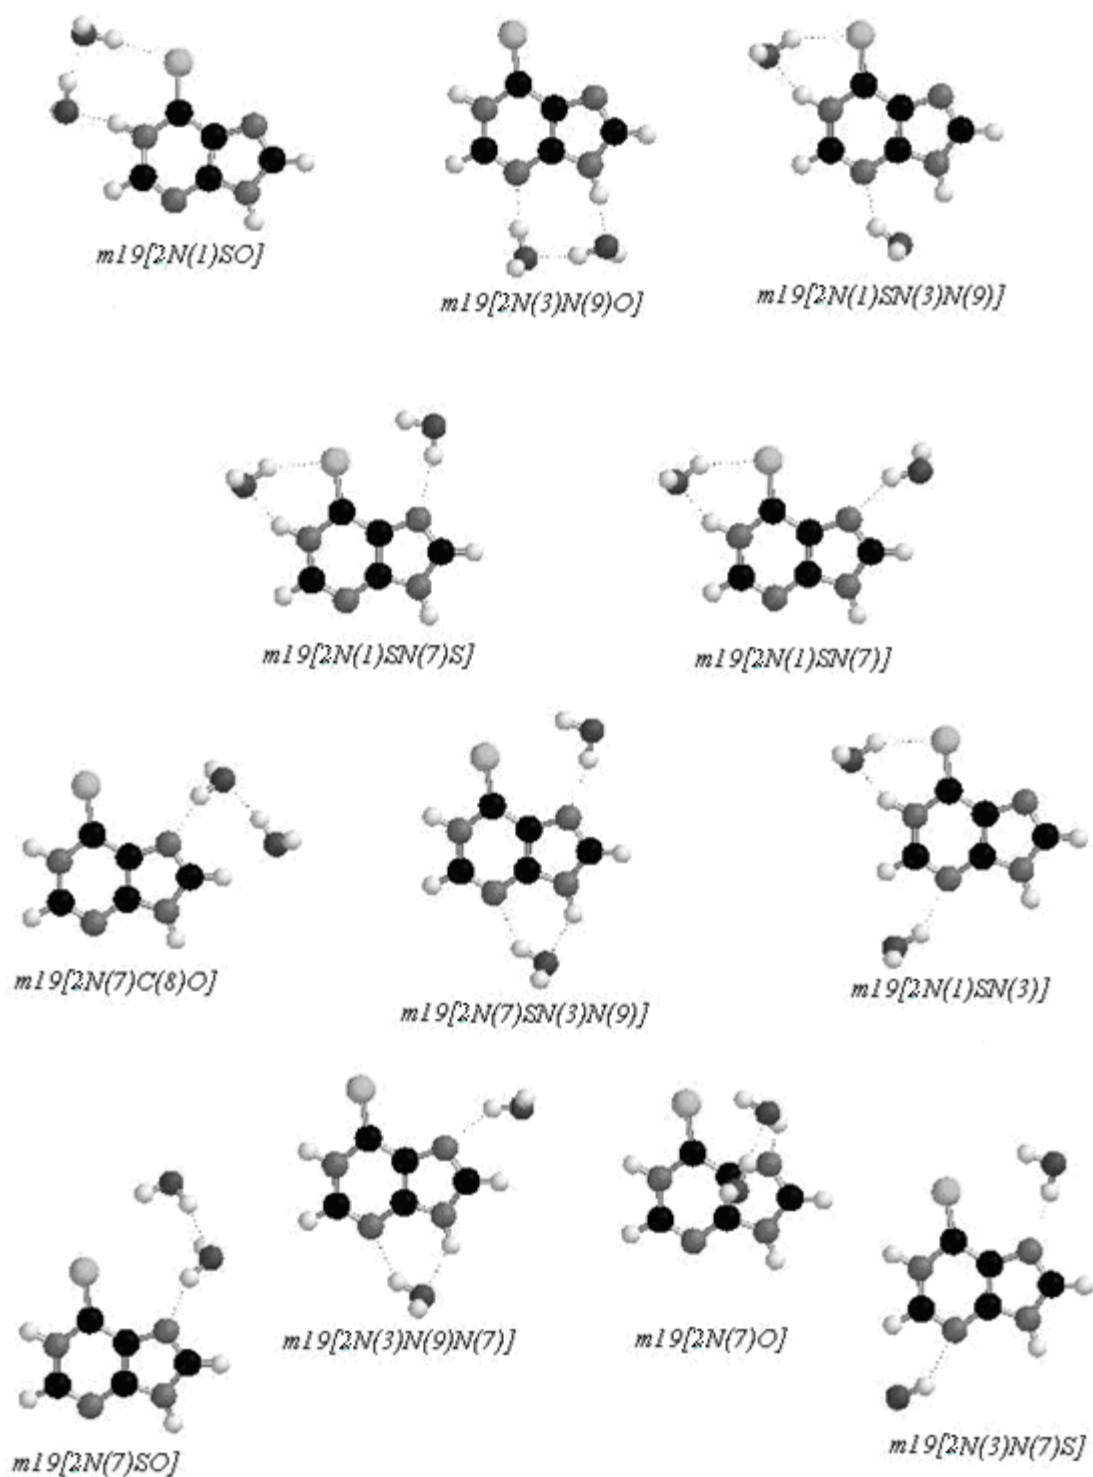 m19[2N(1)SO]
m19[2N(3)N(9)O]
m19[2N(1)SN(3)N(9)]
m19[2N(1)SN(7)S]
m19[2N(1)SN(7)]
m19[2N(7)C(8)O]
m19[2N(7)SN(3)N(9)]
m19[2N(1)SN(3)]
m19[2N(7)SO]
m19[2N(3)N(9)N(7)]
m19[2N(7)O]
m19[2N(3)N(7)S]